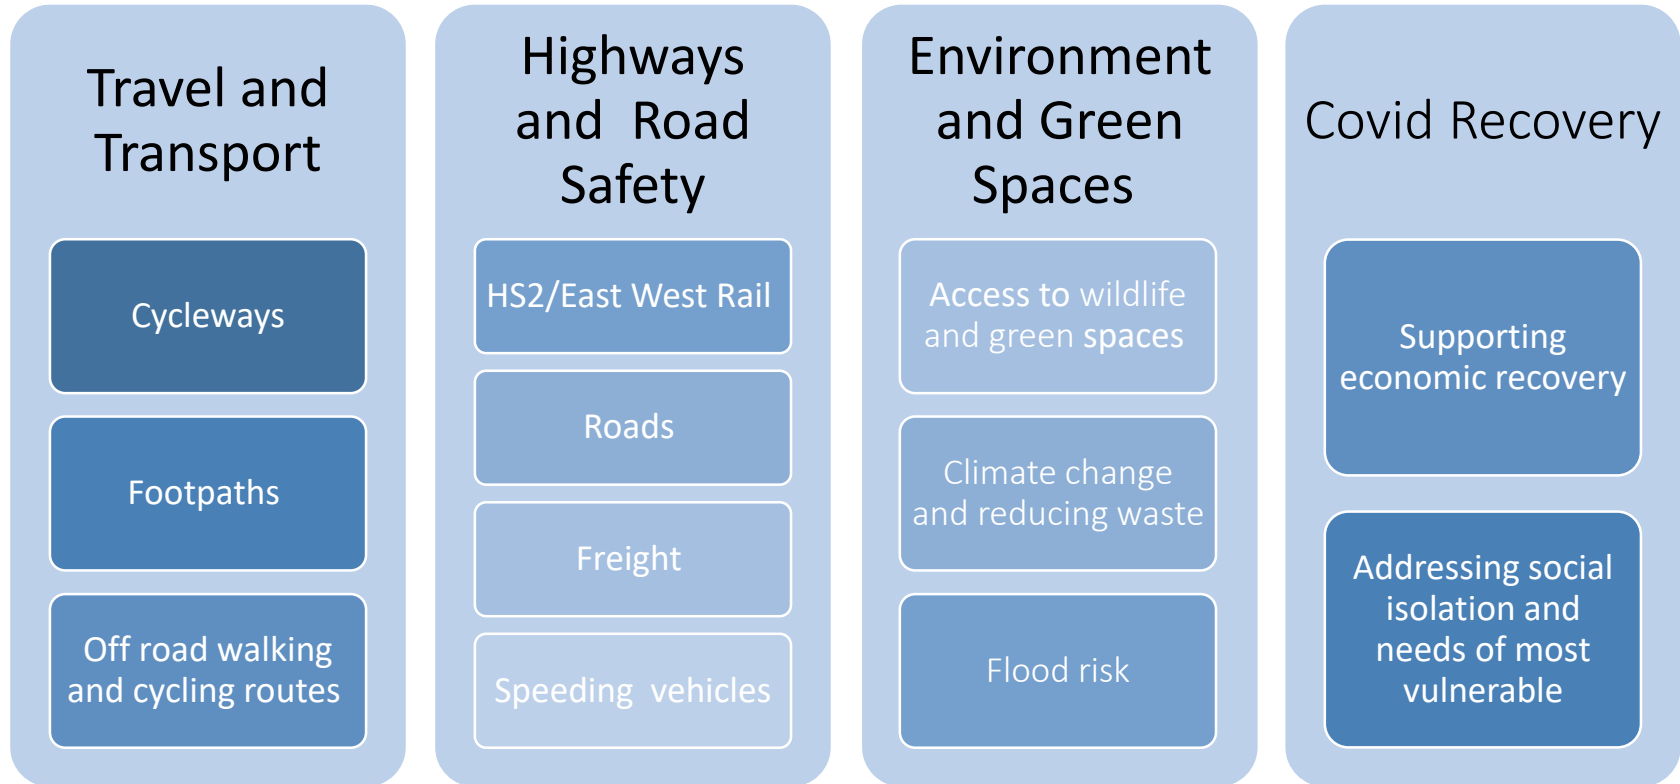 Travel and
Transport
Cycleways
Footpaths
Off road walking
and cycling routes
Highways
and  Road
Safety
HS2/East West Rail
Roads
Freight
Speeding  vehicles
Environment
and Green
Spaces
Access to wildlife
and green spaces
Climate change
and reducing waste
Flood risk
Covid Recovery
Supporting
economic recovery
Addressing social
isolation and
needs of most
vulnerable